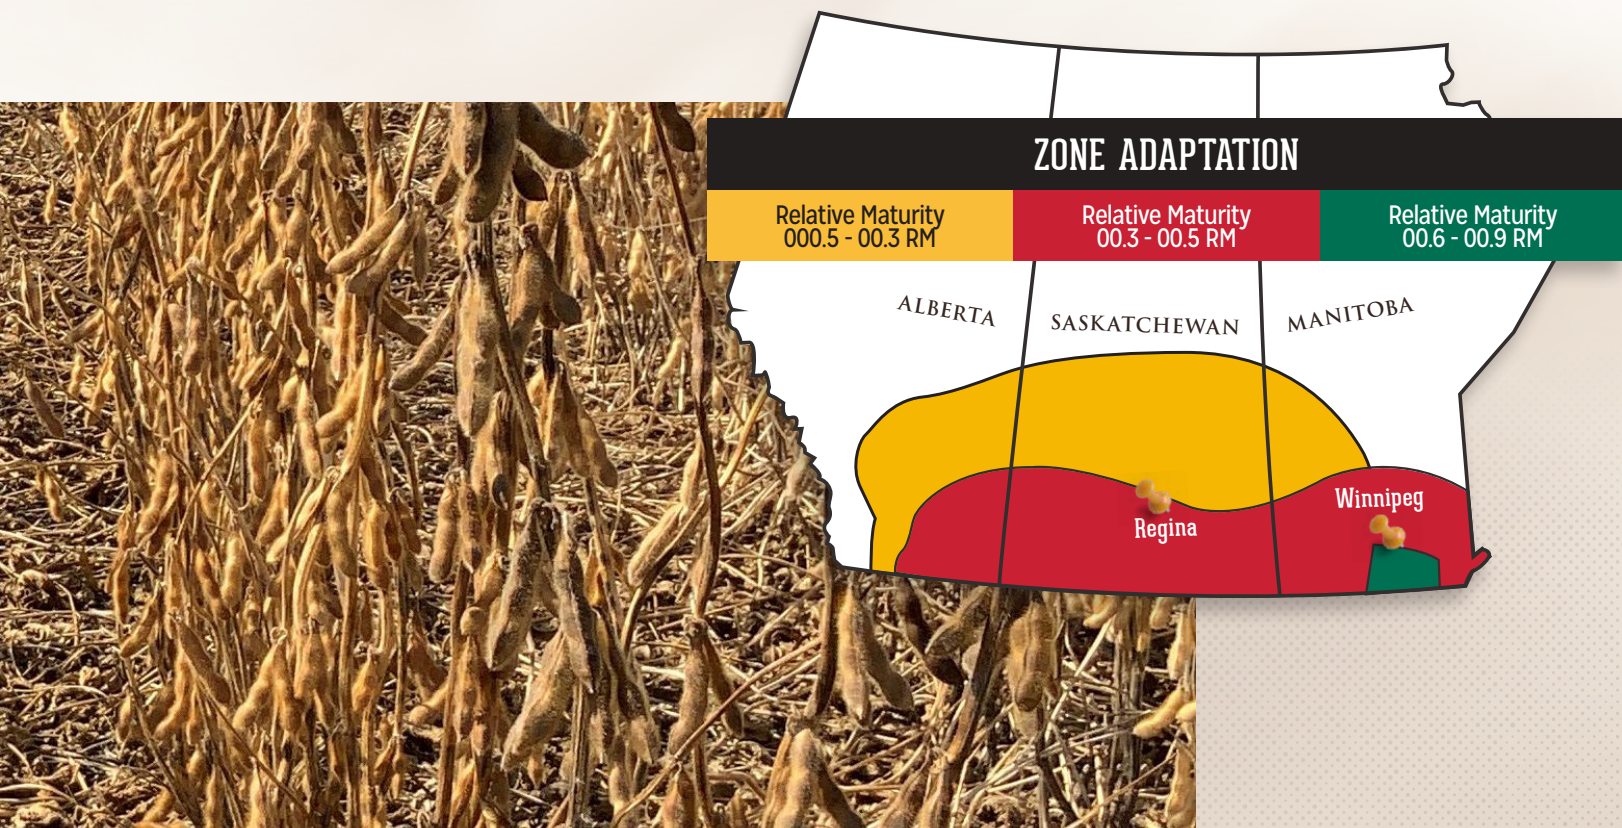 ZONE ADAPTATION
Relative Maturity
000.5 - 00.3 RM
Relative Maturity
00.3 - 00.5 RM
Relative Maturity
00.6 - 00.9 RM
ALBERTA
SASKATCHEWAN
MANITOBA
Winnipeg
Regina